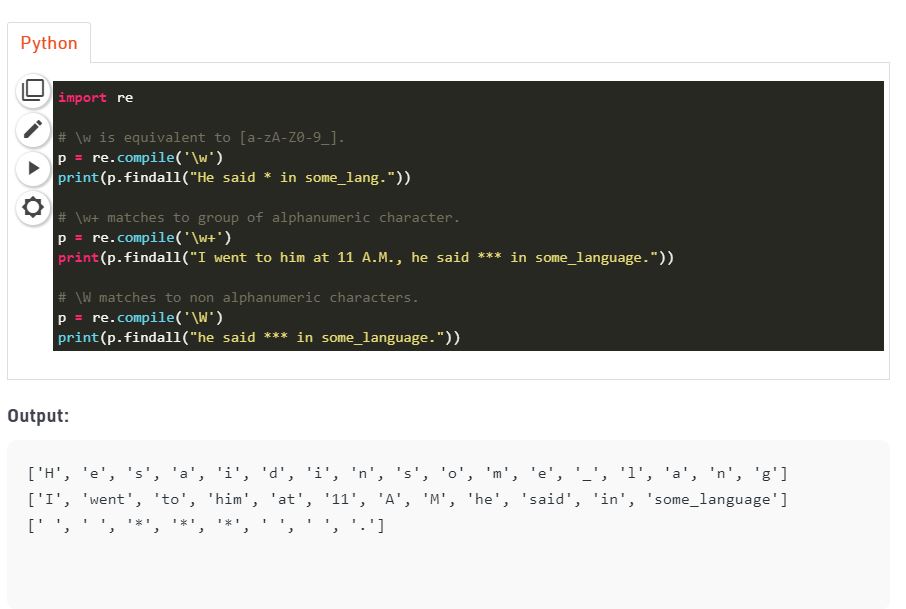 Python
import re
# \w is equivalent to [a-zA-Z0-9_].
p = re.compile('\w')
print(p.findall("He said * in some_lang."))
# \w+ matches to group of alphanumeric character.
p = re.compile('\w+')
print(p.findall("I went to him at 11 A.M., he said *** in some_language."))
# \W matches to non alphanumeric characters.
p = re.compile('\W')
print(p.findall("he said *** in some_language."))
Output:
['H', 'e', 's', 'a', 'i', 'd', 'i', 'n', 's', 'o', 'm', 'e', '_', 'l', 'a', 'n', 'g']
['I', 'went', 'to', 'him', 'at', '11', 'A', 'M', 'he', 'said', 'in', 'some_language']
[' ', ' ', '*', '*', '*', ' ', ' ', '.']